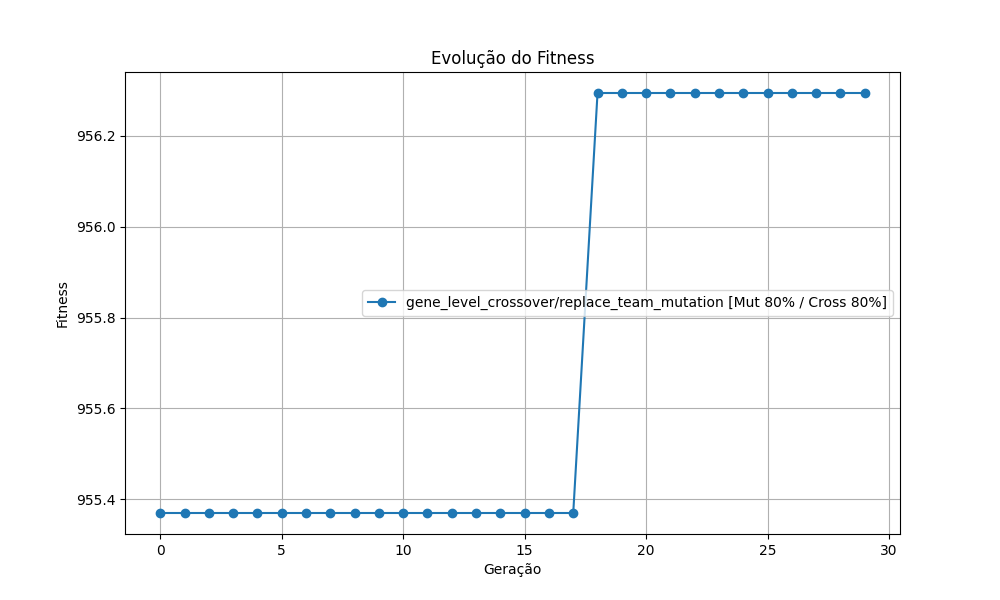 Evolução do Fitness
956.2
956.0
955.8
955.6
955.4
Fitness
gene_level_crossover/replace_team_mutation [Mut 80% / Cross 80%]
0 5 10 15 20 25 30
Geração